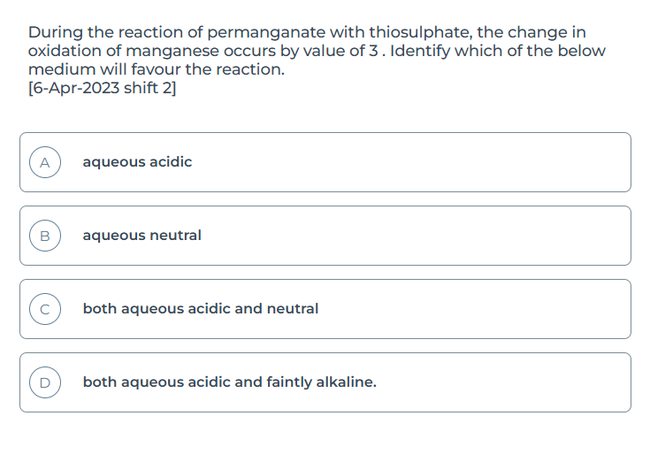 During the reaction of permanganate with thiosulphate, the change in
oxidation of manganese occurs by value of 3. Identify which of the below
medium will favour the reaction.
[6-Apr-2023 shift 2]
A aqueous acidic
B aqueous neutral
C both aqueous acidic and neutral
D both aqueous acidic and faintly alkaline.